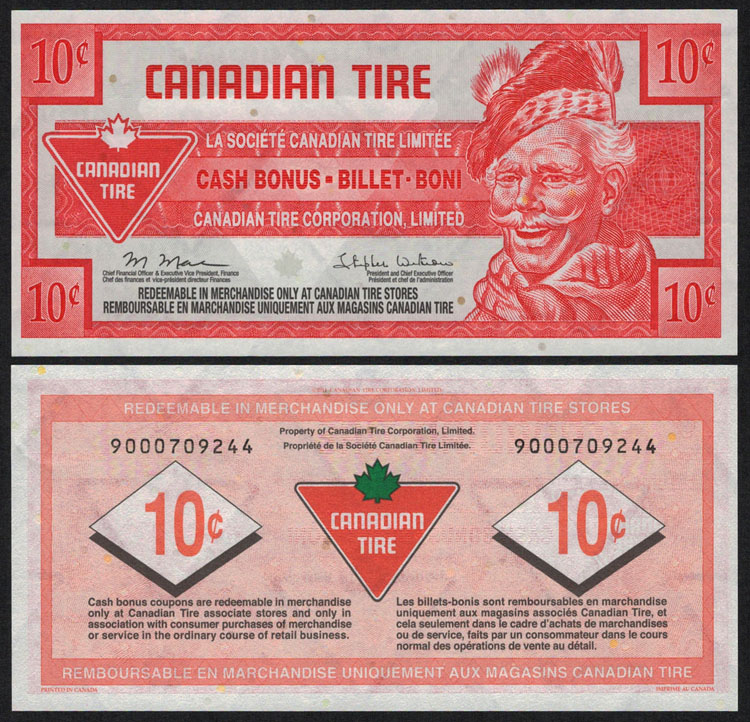 10¢
10¢
CANADIAN TIRE
LA SOCIÉTÉ CANADIAN TIRE LIMITÉE
CANADIAN
TIRE
CASH BONUS - BILLET - BONI
CANADIAN TIRE CORPORATION, LIMITED
Chief Financial Officer & Executive Vice President, Finance
Chef des finances et vice-président directeur Finances
President and Chief Executive Officer
Président et chef de l'administration
10¢
10¢
REDEEMABLE IN MERCHANDISE ONLY AT CANADIAN TIRE STORES
REMBOURSABLE EN MARCHANDISE UNIQUEMENT AUX MAGASINS CANADIAN TIRE
REDEEMABLE IN MERCHANDISE ONLY AT CANADIAN TIRE STORES
Property of Canadian Tire Corporation, Limited.
Propriété de la Société Canadian Tire Limitée.
9000709244
9000709244
10¢
CANADIAN
TIRE
10¢
Cash bonus coupons are redeemable in merchandise
only at Canadian Tire associate stores and only in
association with consumer purchases of merchandise
or service in the ordinary course of retail business.
Les billets-bonis sont remboursables en marchandise
uniquement aux magasins associés Canadian Tire, et
cela seulement dans le cadre d'achats de marchandises
ou de service, faits par un consommateur dans le cours
normal des opérations de vente au détail.
REMBOURSABLE EN MARCHANDISE UNIQUEMENT AUX MAGASINS CANADIAN TIRE
PRINTED IN CANADA
IMPRIMÉ AU CANADA